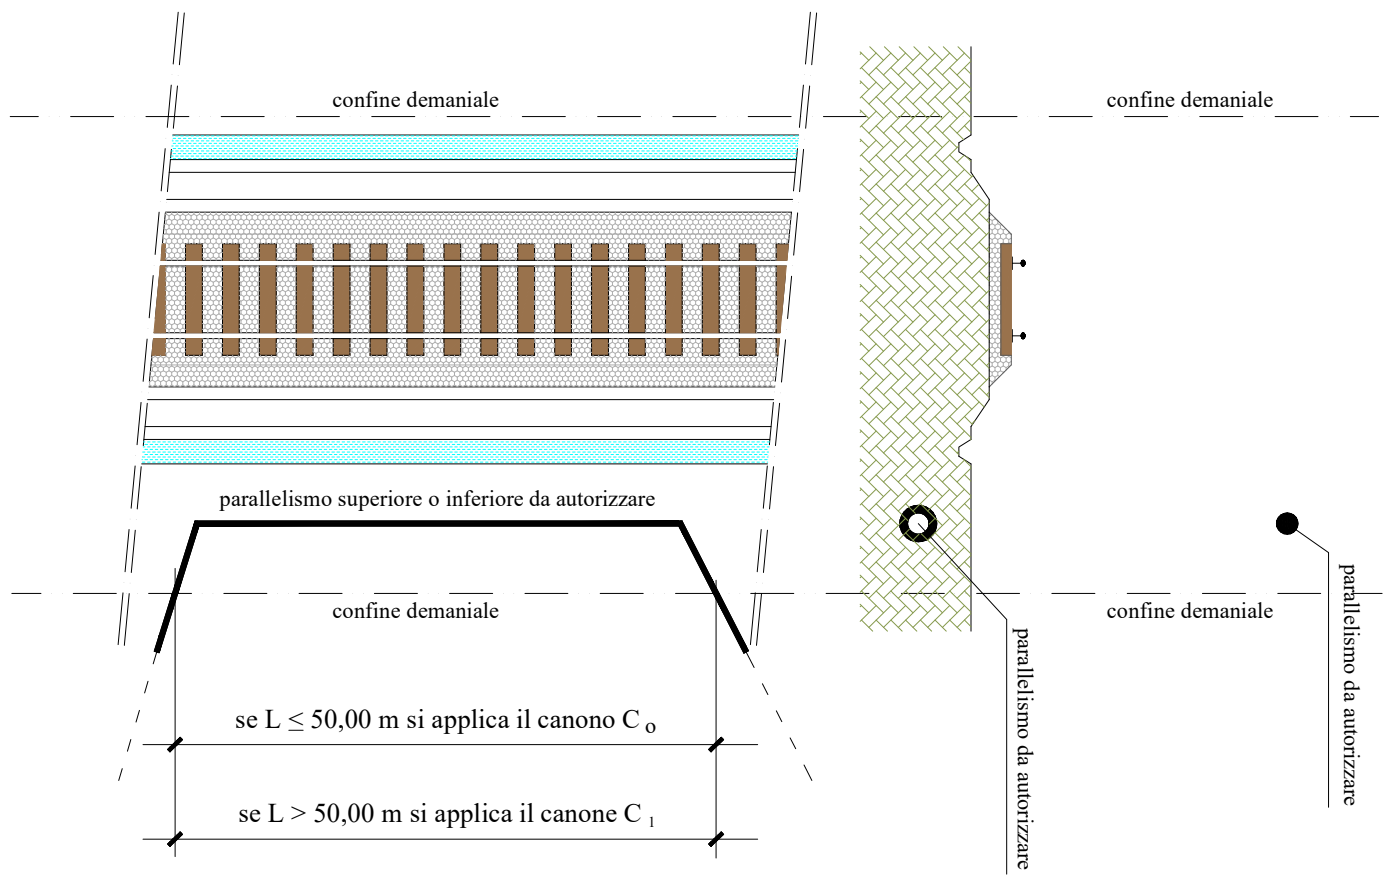 confine demaniale
confine demaniale
parallelismo superiore o inferiore da autorizzare
confine demaniale
confine demaniale
parallelismo da autorizzare
parallelismo da autorizzare
se L ≤ 50,00 m si applica il canono C o
se L > 50,00 m si applica il canone C 1